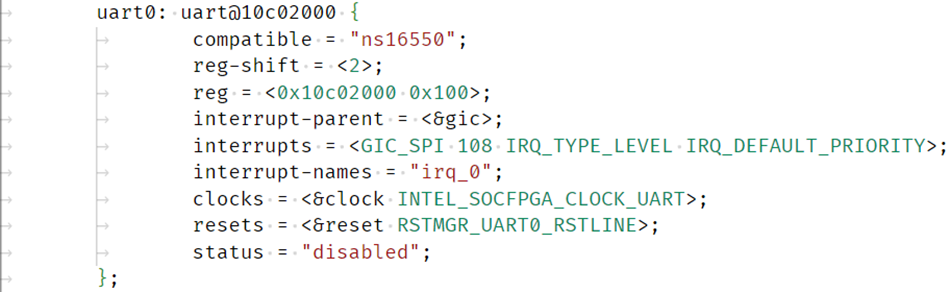 uart0: uart@10c02000 {
compatible = "ns16550";
reg-shift = <2>;
reg = <0x10c02000 0x100>;
interrupt-parent = <&gic>;
interrupts = <GIC_SPI 108 IRQ_TYPE_LEVEL IRQ_DEFAULT_PRIORITY>;
interrupt-names = "irq_0";
clocks = <&clock INTEL_SOCFPGA_CLOCK_UART>;
resets = <&reset RSTMGR_UART0_RSTLINE>;
status = "disabled";
};